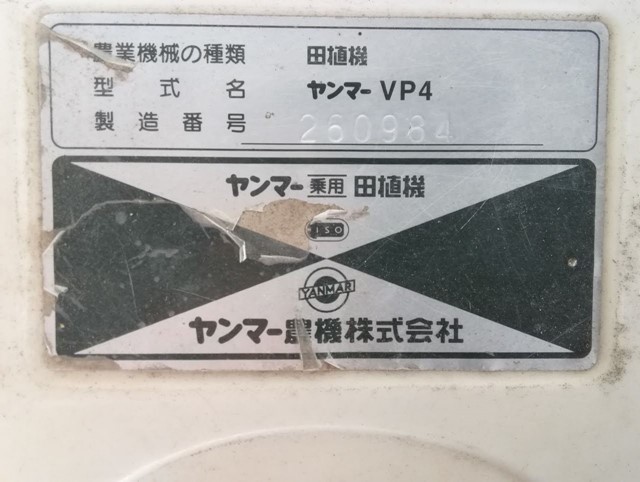 農業機械の種類 田植機
型式名 ヤンマー VP4
製造番号 260984
ヤンマー 乗用 田植機
ISO
YANMAR
ヤンマー農機株式会社